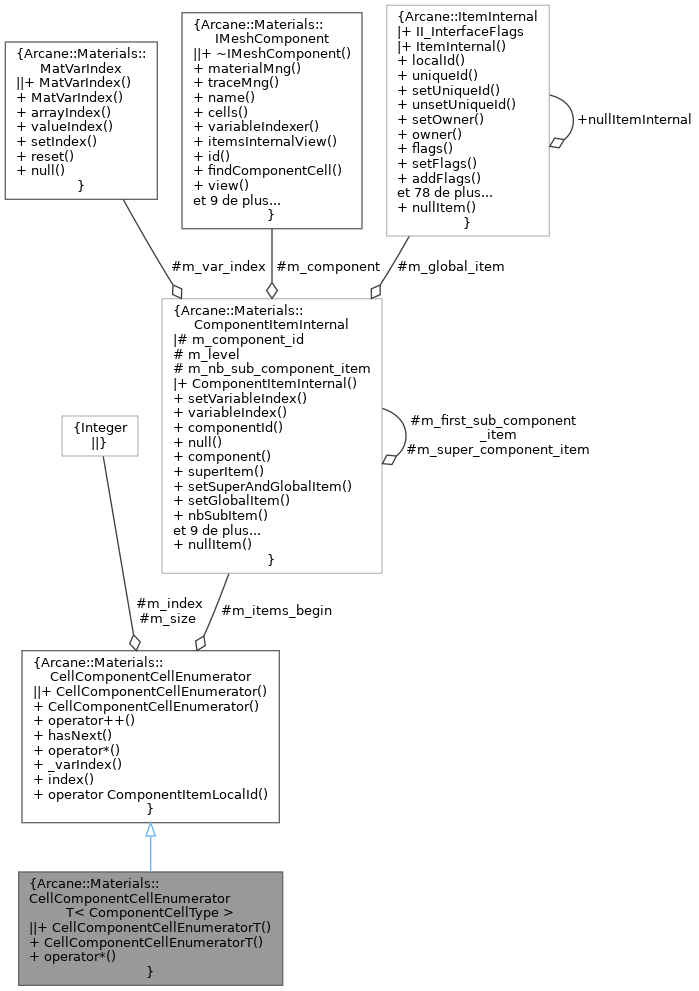 {Arcane::Materials::
MatVarIndex
||+ MatVarIndex()
+ MatVarIndex()
+ arrayIndex()
+ valueIndex()
+ setIndex()
+ reset()
+ null()
}
{Arcane::Materials::
IMeshComponent
||+ ~IMeshComponent()
+ materialMng()
+ traceMng()
+ name()
+ cells()
+ variableIndexer()
+ itemsInternalView()
+ id()
+ findComponentCell()
+ view()
et 9 de plus...
}
{Arcane::ItemInternal
|+ II_InterfaceFlags
|+ ItemInternal()
+ localId()
+ uniqueId()
+ setUniqueId()
+ unsetUniqueId()
+ setOwner()
+ owner()
+ flags()
+ setFlags()
+ addFlags()
et 78 de plus...
+ nullItem()
}
+nullItemInternal
#m_var_index
#m_component
#m_global_item
{Arcane::Materials::
ComponentItemInternal
|# m_component_id
# m_level
# m_nb_sub_component_item
|+ ComponentItemInternal()
+ setVariableIndex()
+ variableIndex()
+ componentId()
+ null()
+ component()
+ superItem()
+ setSuperAndGlobalItem()
+ setGlobalItem()
+ nbSubItem()
et 9 de plus...
+ nullItem()
}
#m_first_sub_component
_item
#m_super_component_item
{Integer
||}
#m_index
#m_size
#m_items_begin
{Arcane::Materials::
CellComponentCellEnumerator
||+ CellComponentCellEnumerator()
+ CellComponentCellEnumerator()
+ operator++()
+ hasNext()
+ operator*()
+ _varIndex()
+ index()
+ operator ComponentItemLocalId()
}
{Arcane::Materials::
CellComponentCellEnumerator
T< ComponentCellType >
||+ CellComponentCellEnumeratorT()
+ CellComponentCellEnumeratorT()
+ operator*()
}